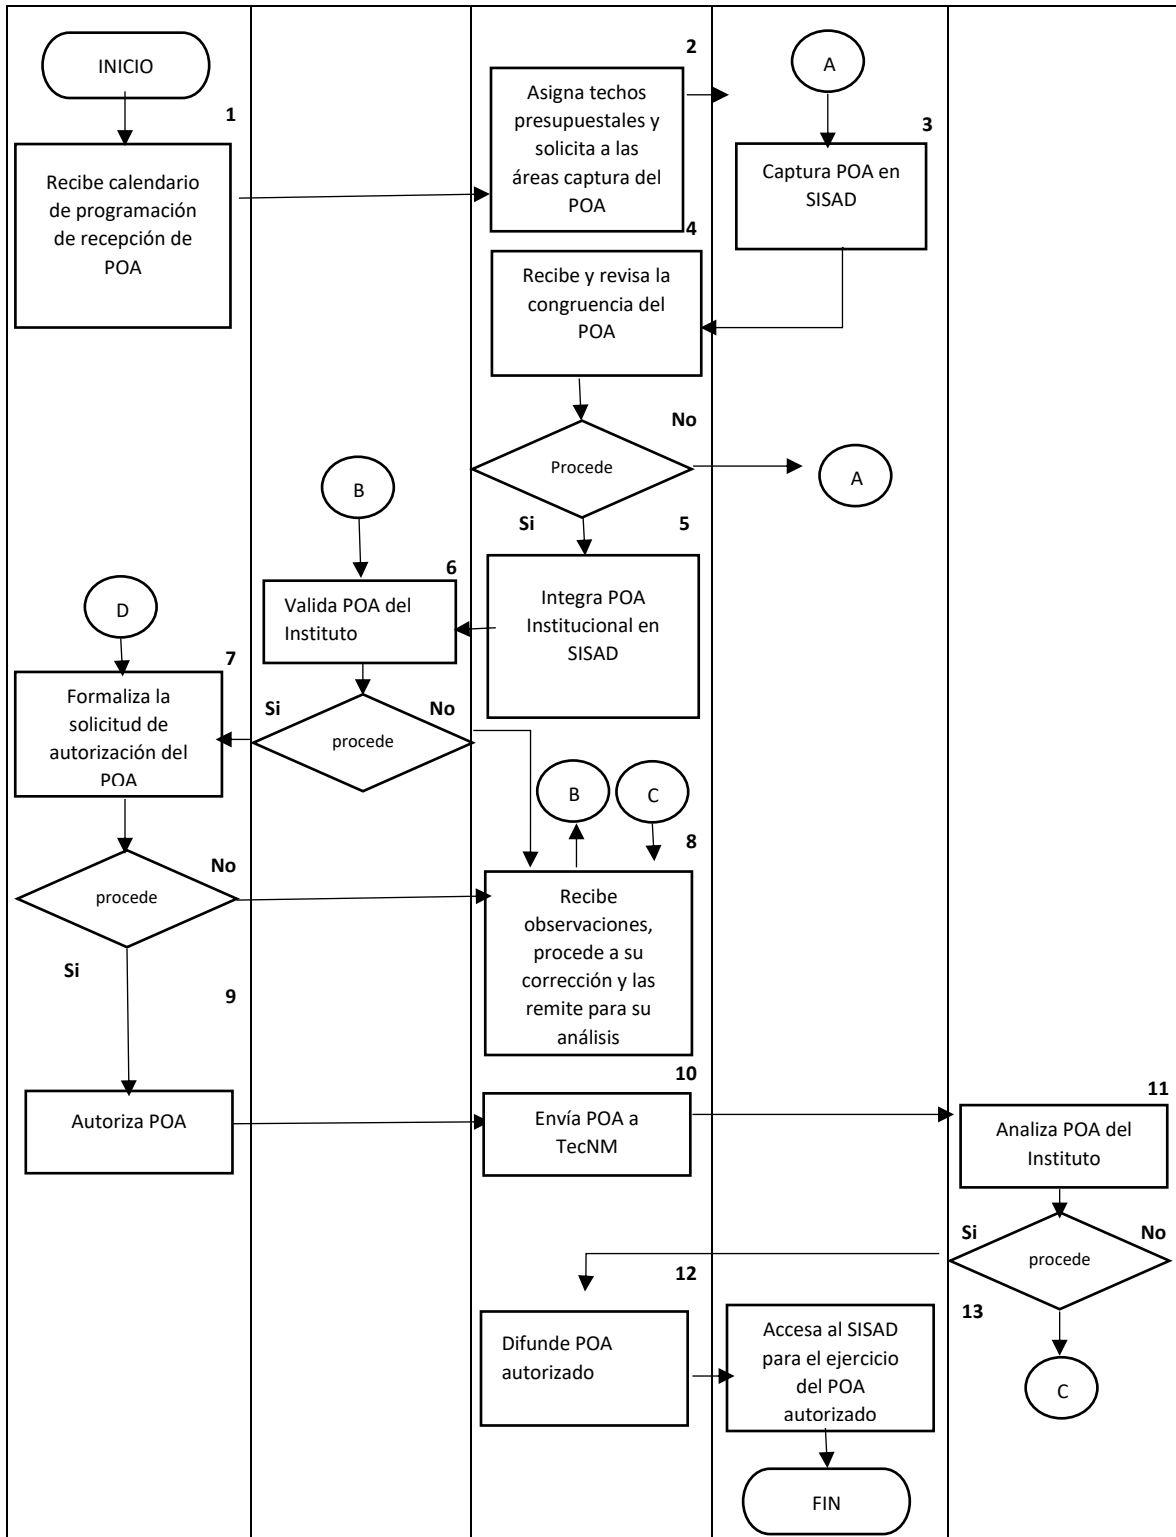 INICIO
1
Recibe calendario
de programación
de recepción de
POA
2
Asigna techos
presupuestales y
solicita a las
áreas captura del
POA
A
3
Captura POA en
SISAD
4
Recibe y revisa la
congruencia del
POA
Procede
No
A
Si
5
Integra POA
Institucional en
SISAD
B
6
Valida POA del
Instituto
procede
Si
No
D
7
Formaliza la
solicitud de
autorización del
POA
procede
No
Si
B
C
8
Recibe
observaciones,
procede a su
corrección y las
remite para su
análisis
9
Autoriza POA
10
Envía POA a
TecNM
11
Analiza POA del
Instituto
procede
Si
No
C
12
Difunde POA
autorizado
13
Accesa al SISAD
para el ejercicio
del POA
autorizado
FIN